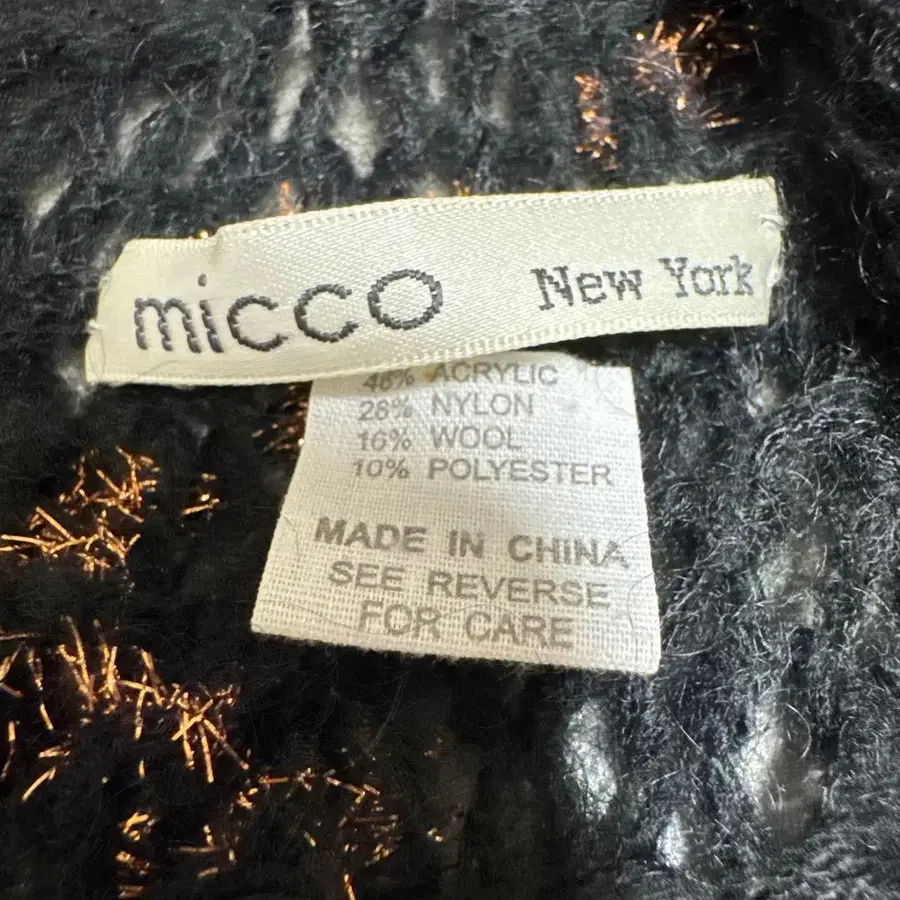 micco New York
46% ACRYLIC
28% NYLON
16% WOOL
10% POLYESTER
MADE IN CHINA
SEE REVERSE
FOR CARE